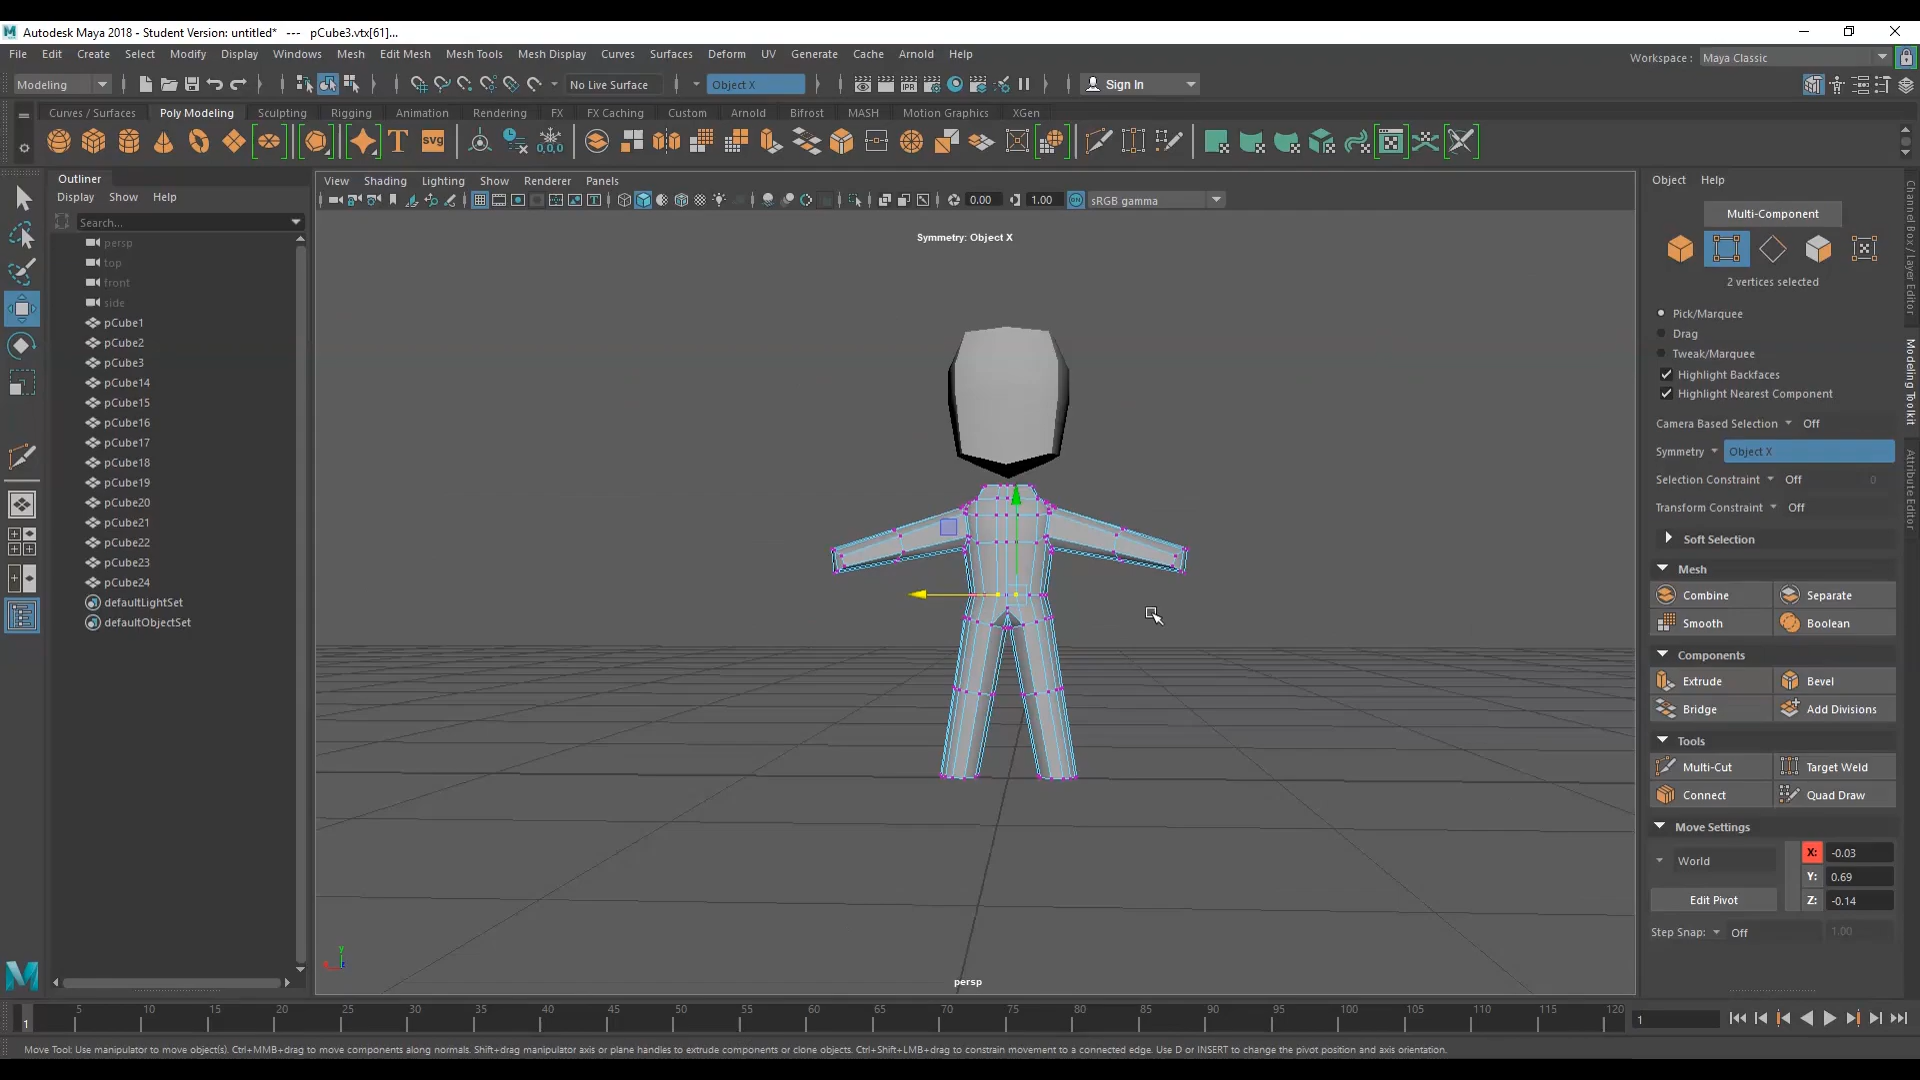 Autodesk Maya 2018 - Student Version: untitled*   ---   pCube3.vtx[61]...
File Edit Create Select Modify Display Windows Mesh Edit Mesh Mesh Tools Mesh Display Curves Surfaces Deform UV Generate Cache Arnold Help
Workspace : Maya Classic
Modeling
No Live Surface
Object X
Sign In
Curves / Surfaces Poly Modeling Sculpting Rigging Animation Rendering FX FX Caching Custom Arnold Bifrost MASH Motion Graphics XGen
T SVG 0,0,0
Outliner
Display Show Help
Search...
persp
top
front
side
pCube1
pCube2
pCube3
pCube14
pCube15
pCube16
pCube17
pCube18
pCube19
pCube20
pCube21
pCube22
pCube23
pCube24
defaultLightSet
defaultObjectSet
View Shading Lighting Show Renderer Panels
0.00 1.00 ON sRGB gamma
Symmetry: Object X
y
persp
Object Help
Multi-Component
2 vertices selected
Pick/Marquee
Drag
Tweak/Marquee
Highlight Backfaces
Highlight Nearest Component
Camera Based Selection Off
Symmetry Object X
Selection Constraint Off 0
Transform Constraint Off
Soft Selection
Mesh
Combine Separate
Smooth Boolean
Components
Extrude Bevel
Bridge Add Divisions
Tools
Multi-Cut Target Weld
Connect Quad Draw
Move Settings
World
X: -0.03
Y: 0.69
Edit Pivot
Z: -0.14
Step Snap: Off 1.00
Channel Box / Layer Editor
Modeling Toolkit
Attribute Editor
5 10 15 20 25 30 35 40 45 50 55 60 65 70 75 80 85 90 95 100 105 110 115 120
1
1
Move Tool: Use manipulator to move object(s). Ctrl+MMB+drag to move components along normals. Shift+drag manipulator axis or plane handles to extrude components or clone objects. Ctrl+Shift+LMB+drag to constrain movement to a connected edge. Use D or INSERT to change the pivot position and axis orientation.